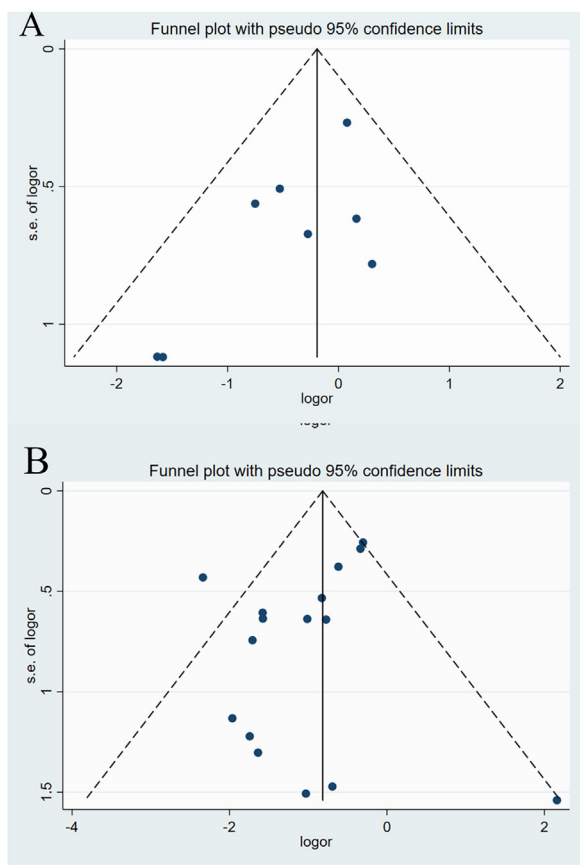 A
Funnel plot with pseudo 95% confidence limits
0
.5
1
s.e. of logor
-2 -1 0 1 2
logor
logor
B
Funnel plot with pseudo 95% confidence limits
0
.5
1
1.5
s.e. of logor
-4 -2 0 2
logor